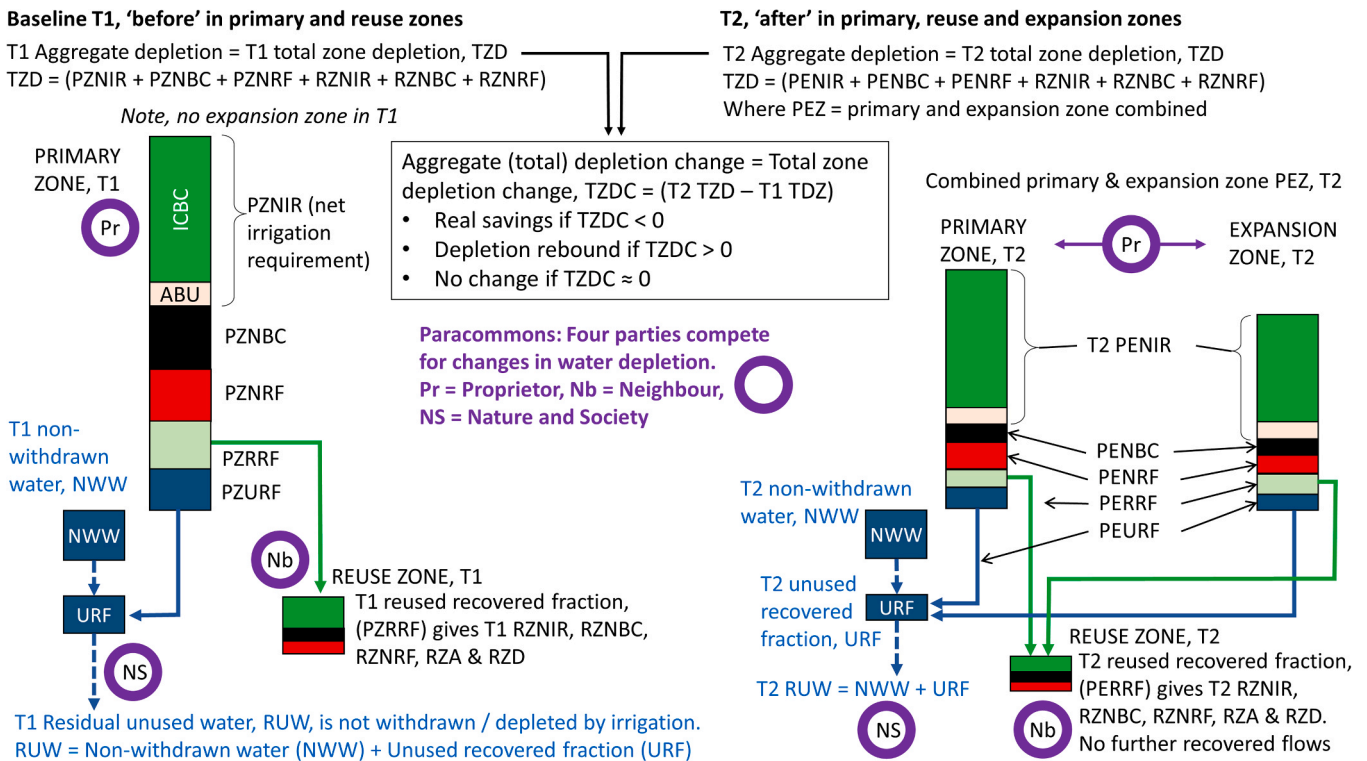 Baseline T1, ‘before’ in primary and reuse zones
T1 Aggregate depletion = T1 total zone depletion, TZD
TZD = (PZNIR + PZNBC + PZNRF + RZNIR + RZNBC + RZNRF)
Note, no expansion zone in T1
T2, ‘after’ in primary, reuse and expansion zones
T2 Aggregate depletion = T2 total zone depletion, TZD
TZD = (PENIR + PENBC + PENRF + RZNIR + RZNBC + RZNRF)
Where PEZ = primary and expansion zone combined
Aggregate (total) depletion change = Total zone
depletion change, TZDC = (T2 TZD – T1 TDZ)
• Real savings if TZDC < 0
• Depletion rebound if TZDC > 0
• No change if TZDC ≈ 0
Paracommons: Four parties compete
for changes in water depletion.
Pr = Proprietor, Nb = Neighbour,
NS = Nature and Society
PRIMARY
ZONE, T1
Pr
ICBC
ABU
PZNIR (net
irrigation
requirement)
PZNBC
PZNRF
PZRRF
PZURF
T1 non-
withdrawn
water, NWW
NWW
URF
NS
Nb
REUSE ZONE, T1
T1 reused recovered fraction,
(PZRRF) gives T1 RZNIR, RZNBC,
RZNRF, RZA & RZD
T1 Residual unused water, RUW, is not withdrawn / depleted by irrigation.
RUW = Non-withdrawn water (NWW) + Unused recovered fraction (URF)
Combined primary & expansion zone PEZ, T2
PRIMARY
ZONE, T2
Pr
EXPANSION
ZONE, T2
T2 PENIR
PENBC
PENRF
PERRF
PEURF
T2 non-withdrawn
water, NWW
NWW
T2 unused
recovered
fraction, URF
URF
T2 RUW = NWW + URF
NS
REUSE ZONE, T2
T2 reused recovered fraction,
(PERRF) gives T2 RZNIR,
RZNBC, RZNRF, RZA & RZD.
No further recovered flows
Nb